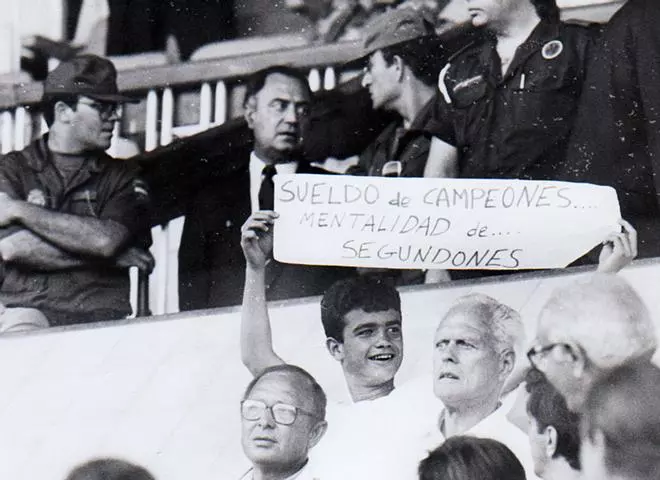 SUELDO de CAMPEONES....
MENTALIDAD de....
SEGUNDONES